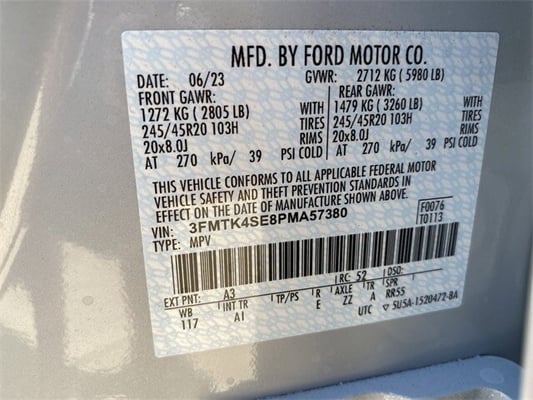 MFD. BY FORD MOTOR CO.
DATE: 06/23 GVWR: 2712 KG ( 5980 LB)
FRONT GAWR: REAR GAWR:
1272 KG ( 2805 LB) WITH 1479 KG ( 3260 LB) WITH
245/45R20 103H TIRES 245/45R20 103H TIRES
20x8.0J RIMS 20x8.0J RIMS
AT 270 kPa/ 39 PSI COLD AT 270 kPa/ 39 PSI COLD
THIS VEHICLE CONFORMS TO ALL APPLICABLE FEDERAL MOTOR
VEHICLE SAFETY AND THEFT PREVENTION STANDARDS IN
EFFECT ON THE DATE OF MANUFACTURE SHOWN ABOVE.
VIN: 3FMTK4SE8PMA57380 F0076
TYPE: MPV T0113
EXT PNT: A3 RC: 52 DSO:
WB INT TR TP/PS R AXLE TR SPR
117 AI E ZZ A RR55
UTC ▽ 5U5A-1520472-BA